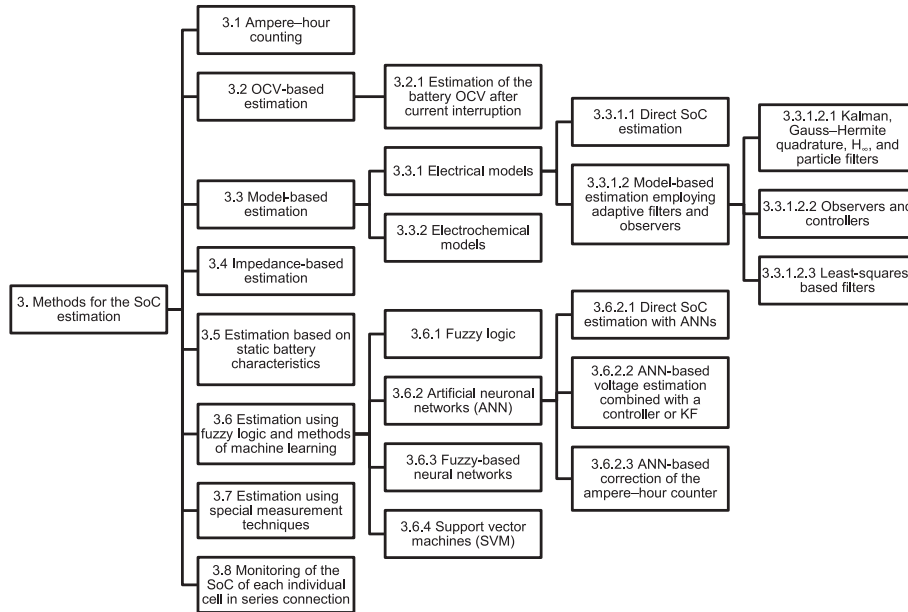 3.1 Ampere–hour
counting
3.2 OCV-based
estimation
3.2.1 Estimation of the
battery OCV after
current interruption
3.3.1.1 Direct SoC
estimation
3.3.1.2.1 Kalman,
Gauss–Hermite
quadrature, H∞, and
particle filters
3.3 Model-based
estimation
3.3.1 Electrical models
3.3.1.2 Model-based
estimation employing
adaptive filters and
observers
3.3.1.2.2 Observers and
controllers
3.3.2 Electrochemical
models
3.3.1.2.3 Least-squares-
based filters
3.4 Impedance-based
estimation
3. Methods for the SoC
estimation
3.5 Estimation based on
static battery
characteristics
3.6.1 Fuzzy logic
3.6.2.1 Direct SoC
estimation with ANNs
3.6 Estimation using
fuzzy logic and methods
of machine learning
3.6.2 Artificial neuronal
networks (ANN)
3.6.2.2 ANN-based
voltage estimation
combined with a
controller or KF
3.6.3 Fuzzy-based
neural networks
3.6.2.3 ANN-based
correction of the
ampere–hour counter
3.7 Estimation using
special measurement
techniques
3.6.4 Support vector
machines (SVM)
3.8 Monitoring of the
SoC of each individual
cell in series connection